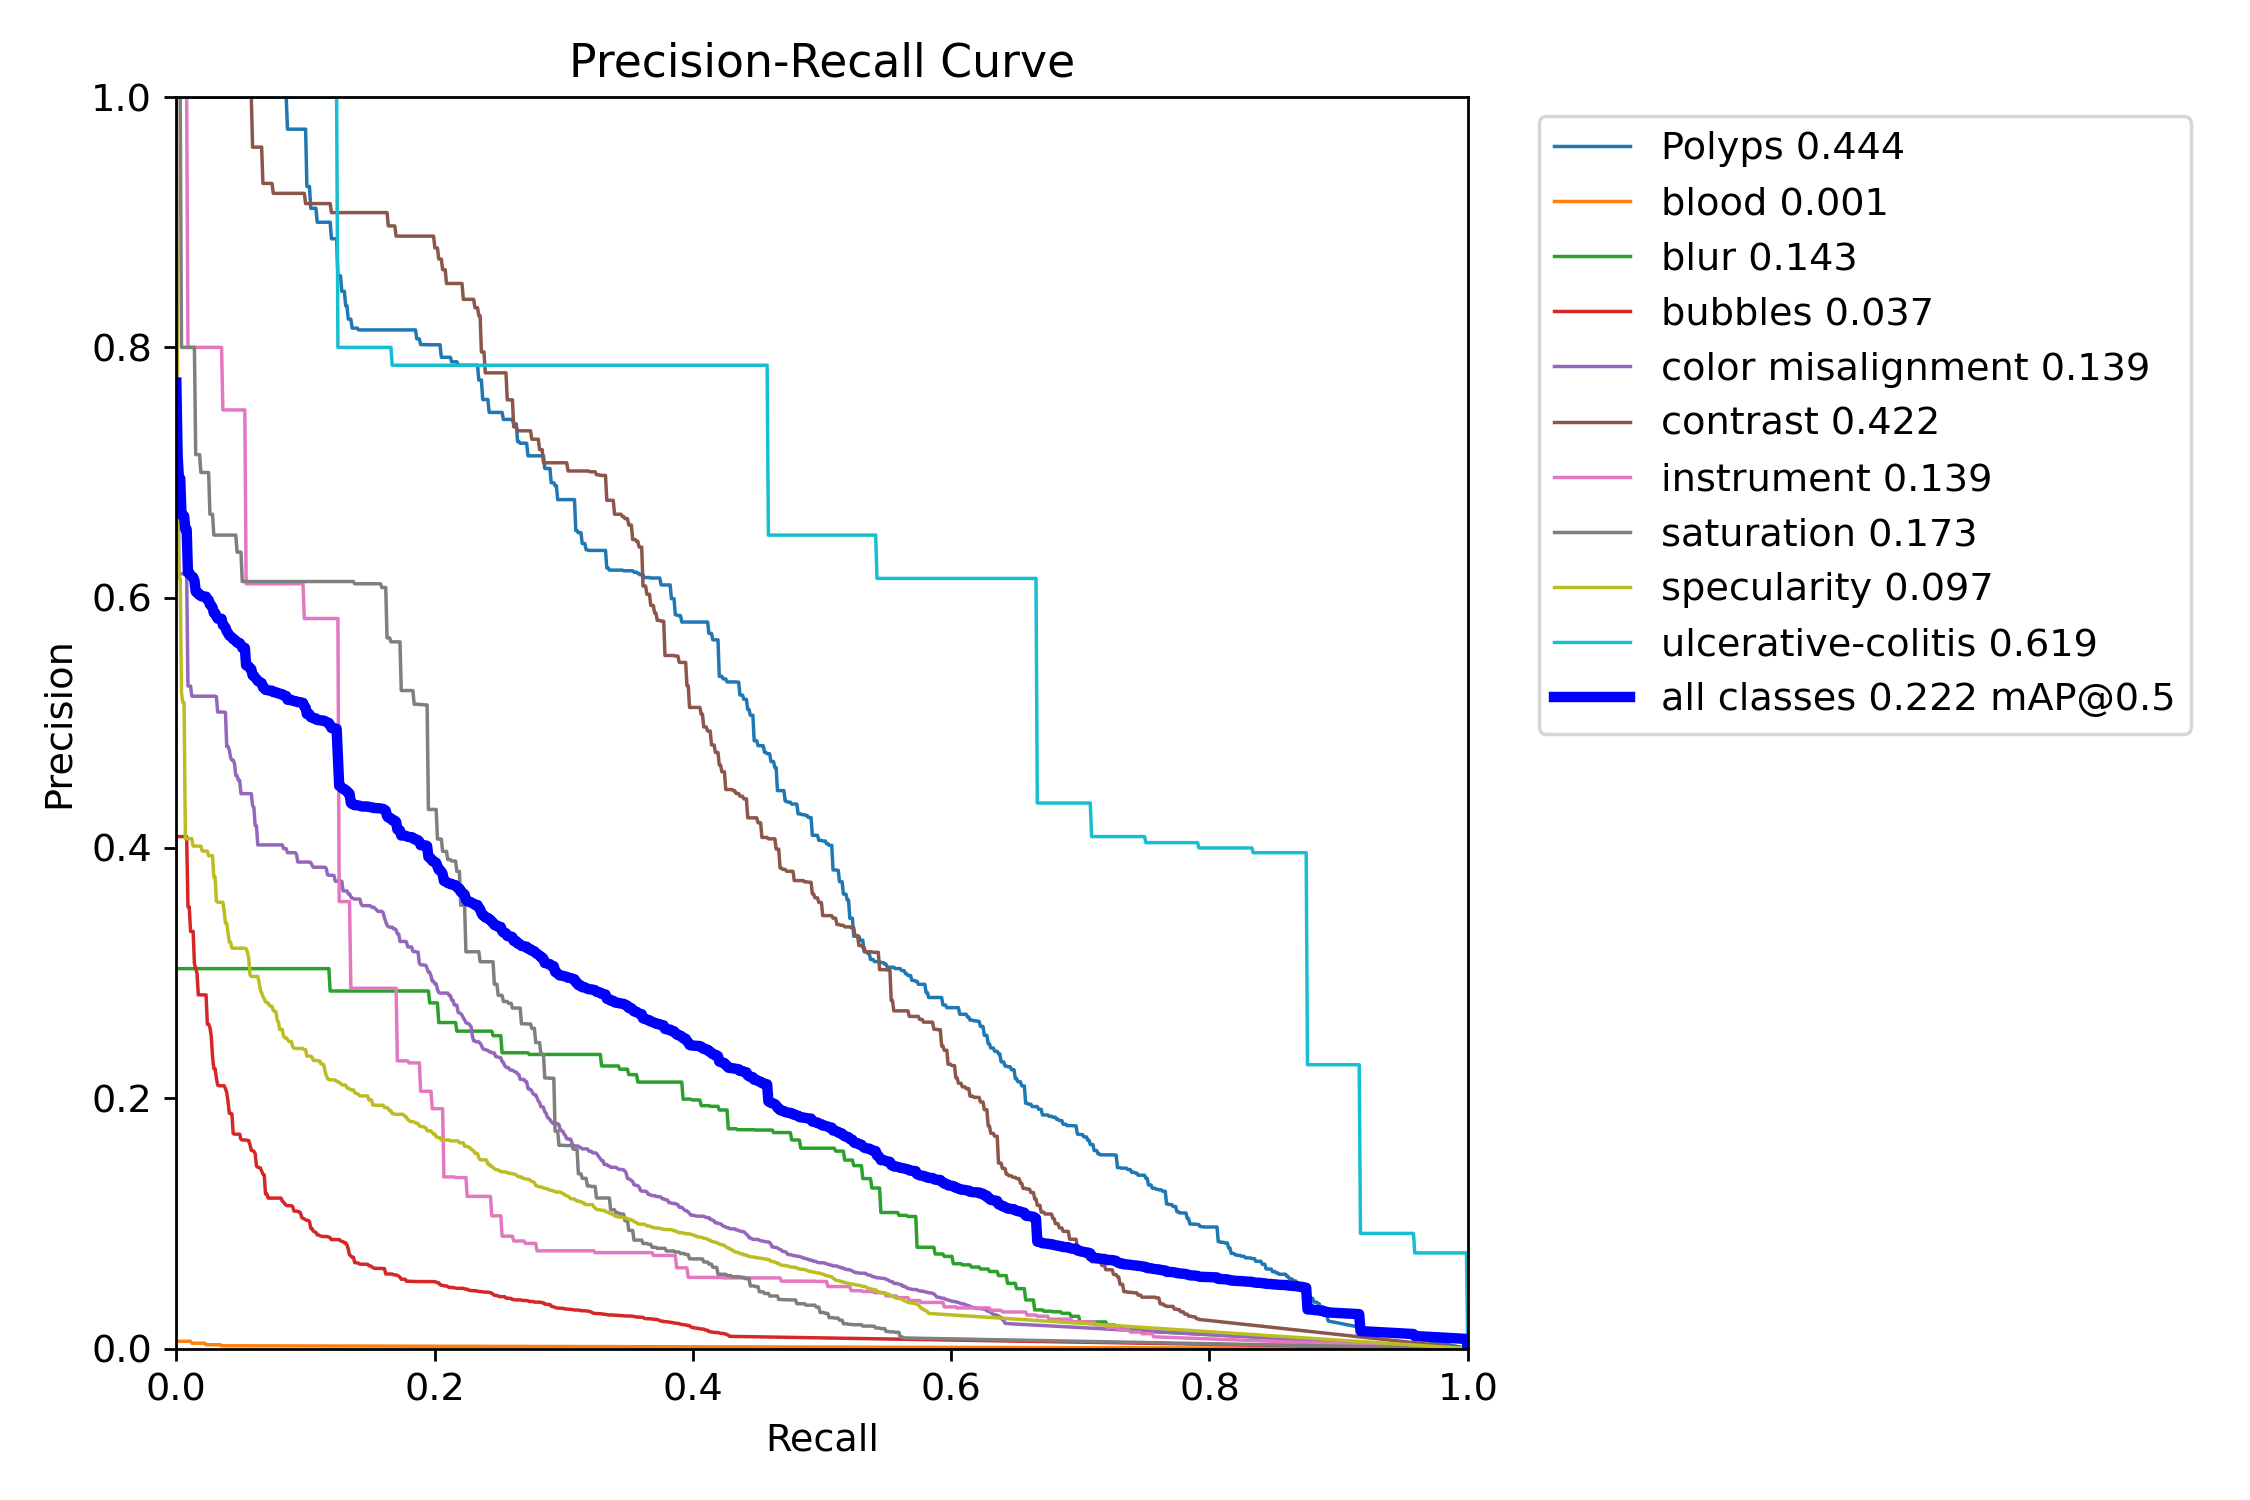 Precision-Recall Curve
1.0
0.8
0.6
0.4
0.2
0.0
Precision
0.0 0.2 0.4 0.6 0.8 1.0
Recall
Polyps 0.444
blood 0.001
blur 0.143
bubbles 0.037
color misalignment 0.139
contrast 0.422
instrument 0.139
saturation 0.173
specularity 0.097
ulcerative-colitis 0.619
all classes 0.222 mAP@0.5